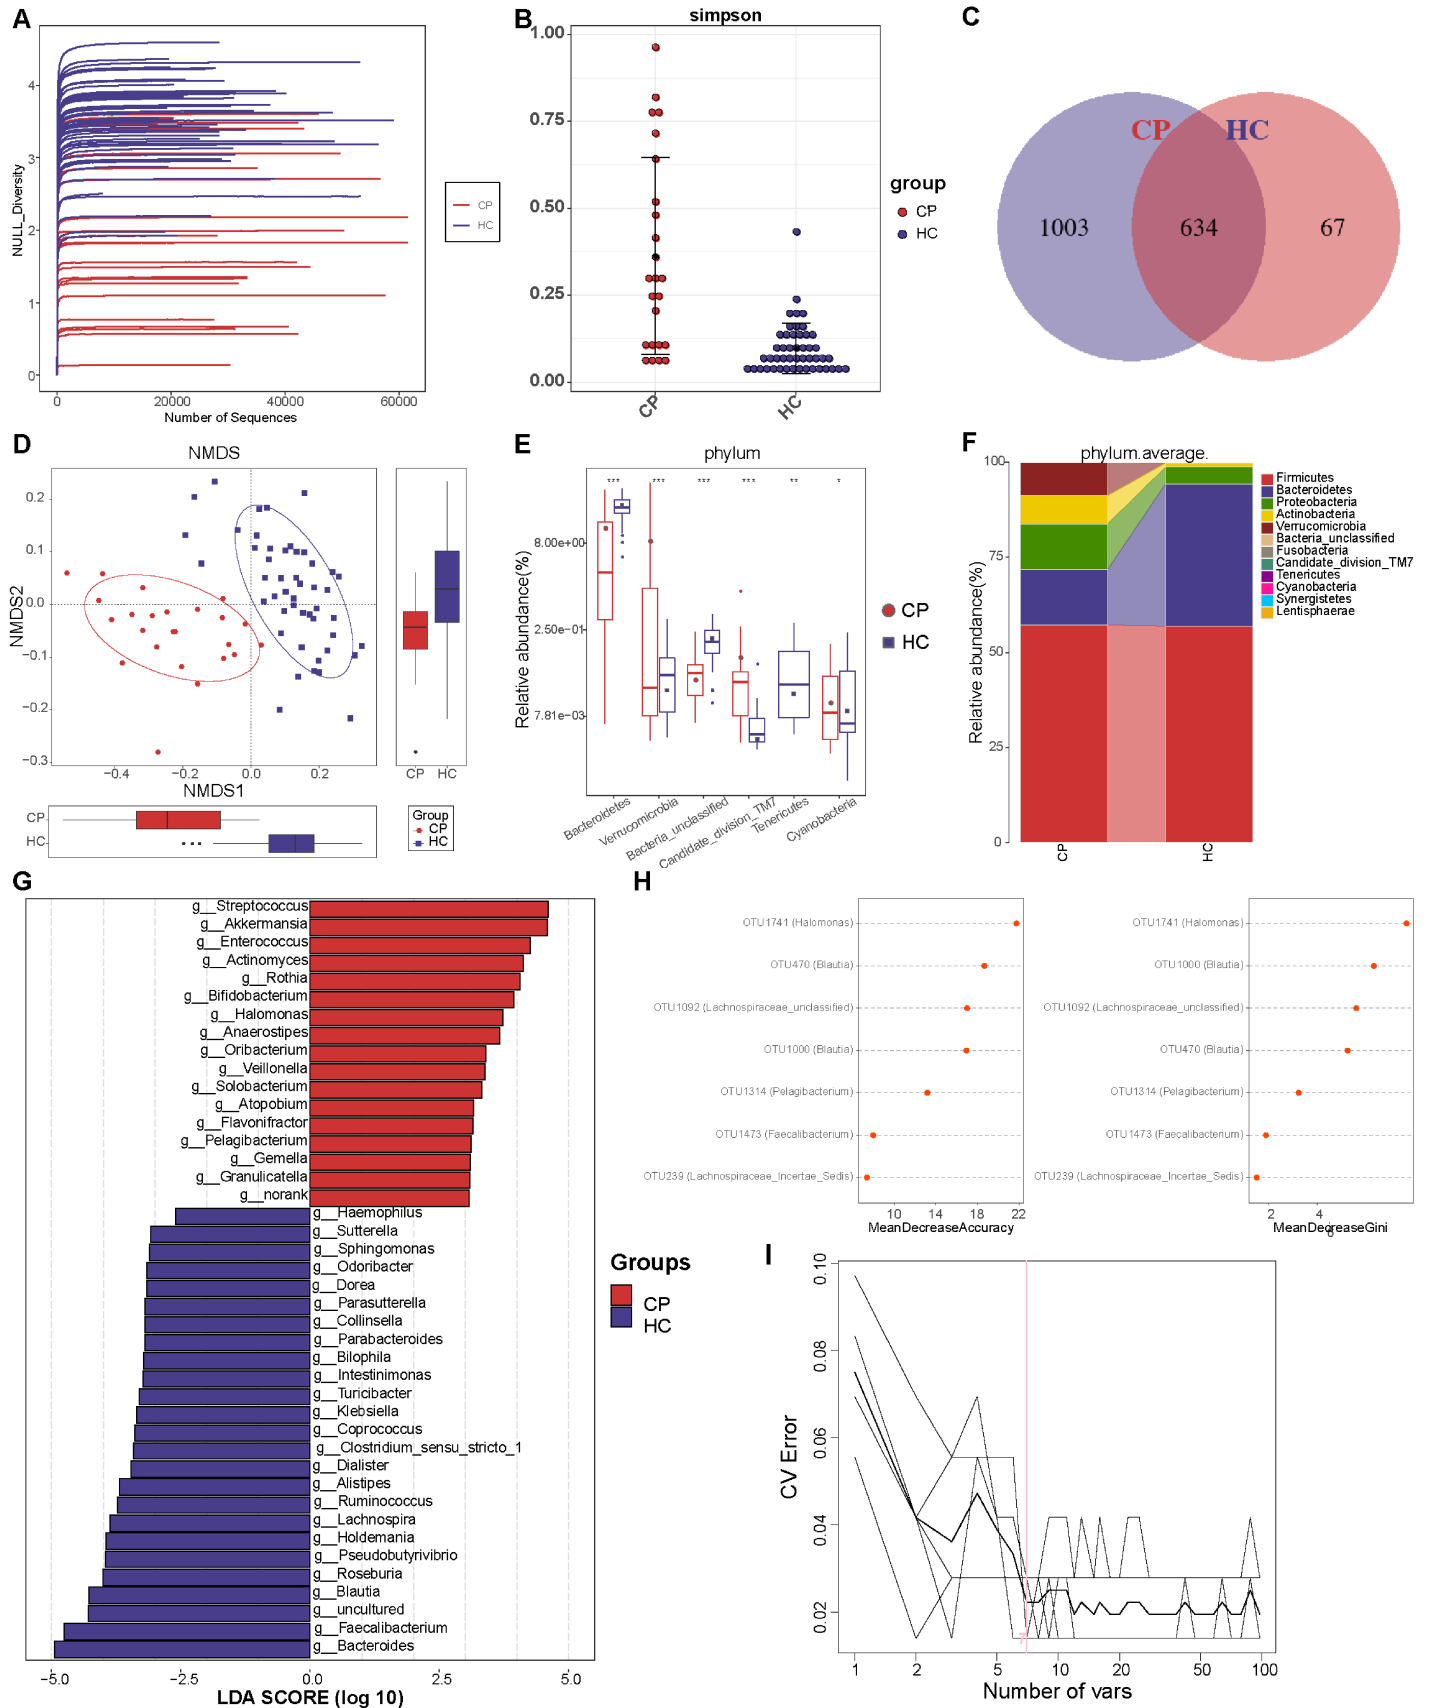 A
NULL_Diversity
4
3
2
1
0
0
20000
40000
60000
Number of Sequences
CP
HC
B
simpson
1.00
0.75
0.50
0.25
0.00
CP
HC
group
CP
HC
C
CP
HC
1003
634
67
D
NMDS
NMDS2
0.2
0.1
0.0
−0.1
−0.2
−0.3
−0.4
−0.2
0.0
0.2
NMDS1
CP
HC
CP
HC
Group
CP
HC
E
phylum
***
***
***
***
**
*
Relative abundance(%)
8.00e+00
2.50e−01
7.81e−03
Bacteroidetes
Verrucomicrobia
Bacteria_unclassified
Candidate_division_TM7
Tenericutes
Cyanobacteria
CP
HC
F
phylum.average.
Relative abundance(%)
100
75
50
25
0
CP
HC
Firmicutes
Bacteroidetes
Proteobacteria
Actinobacteria
Verrucomicrobia
Bacteria_unclassified
Fusobacteria
Candidate_division_TM7
Tenericutes
Cyanobacteria
Synergistetes
Lentisphaerae
G
g__Streptococcus
g__Akkermansia
g__Enterococcus
g__Actinomyces
g__Rothia
g__Bifidobacterium
g__Halomonas
g__Anaerostipes
g__Oribacterium
g__Veillonella
g__Solobacterium
g__Atopobium
g__Flavonifractor
g__Pelagibacterium
g__Gemella
g__Granulicatella
g__norank
g__Haemophilus
g__Sutterella
g__Sphingomonas
g__Odoribacter
g__Dorea
g__Parasutterella
g__Collinsella
g__Parabacteroides
g__Bilophila
g__Intestinimonas
g__Turicibacter
g__Klebsiella
g__Coprococcus
g__Clostridium_sensu_stricto_1
g__Dialister
g__Alistipes
g__Ruminococcus
g__Lachnospira
g__Holdemania
g__Pseudobutyrivibrio
g__Roseburia
g__Blautia
g__uncultured
g__Faecalibacterium
g__Bacteroides
−5.0
−2.5
0.0
2.5
5.0
LDA SCORE (log 10)
Groups
CP
HC
H
OTU1741 (Halomonas)
OTU470 (Blautia)
OTU1092 (Lachnospiraceae_unclassified)
OTU1000 (Blautia)
OTU1314 (Pelagibacterium)
OTU1473 (Faecalibacterium)
OTU239 (Lachnospiraceae_Incertae_Sedis)
10
14
18
22
MeanDecreaseAccuracy
OTU1741 (Halomonas)
OTU1000 (Blautia)
OTU1092 (Lachnospiraceae_unclassified)
OTU470 (Blautia)
OTU1314 (Pelagibacterium)
OTU1473 (Faecalibacterium)
OTU239 (Lachnospiraceae_Incertae_Sedis)
2
4
6
MeanDecreaseGini
I
CV Error
0.10
0.08
0.06
0.04
0.02
7
1
2
5
10
20
50
100
Number of vars